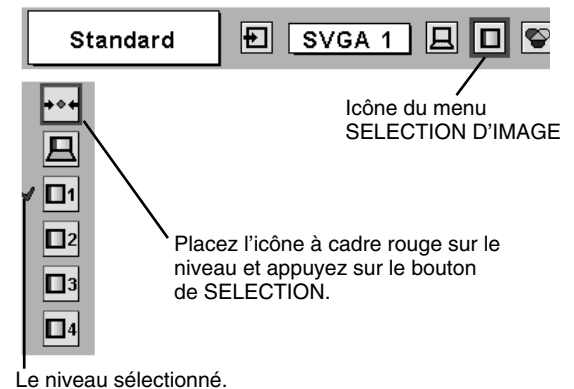 Standard
SVGA 1
Icône du menu
SELECTION D’IMAGE
1
2
3
4
Placez l’icône à cadre rouge sur le
niveau et appuyez sur le bouton
de SELECTION.
Le niveau sélectionné.